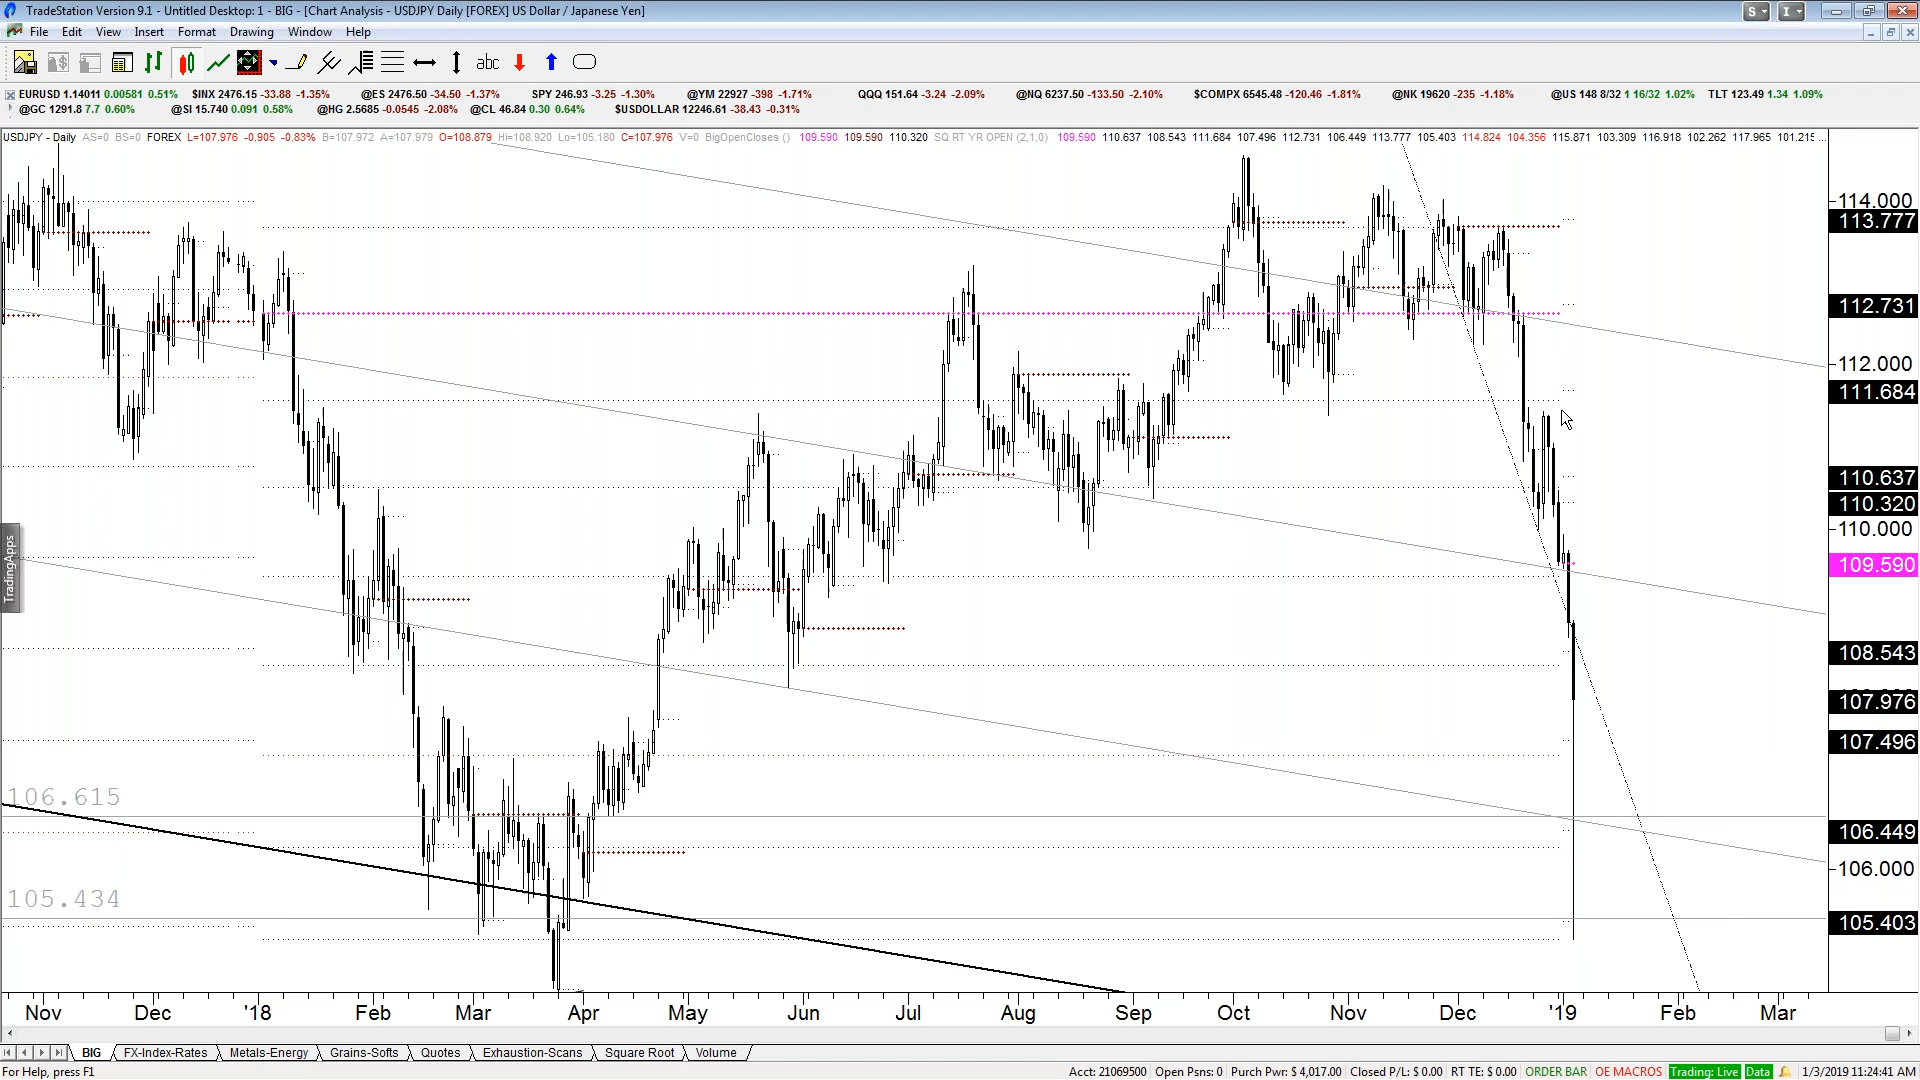 TradeStation Version 9.1 - Untitled Desktop: 1 - BIG - [Chart Analysis - USDJPY Daily [FOREX] US Dollar / Japanese Yen]
S I
File Edit View Insert Format Drawing Window Help
abc
EURUSD 1.14011 0.00581 0.51% $INX 2476.15 -33.88 -1.35% @ES 2476.50 -34.50 -1.37% SPY 246.93 -3.25 -1.30% @YM 22927 -398 -1.71% QQQ 151.64 -3.24 -2.09% @NQ 6237.50 -133.50 -2.10% $COMPX 6545.48 -120.46 -1.81% @NK 19620 -235 -1.18% @US 148 8/32 1 16/32 1.02% TLT 123.49 1.34 1.09%
@GC 1291.8 7.7 0.60% @SI 15.740 0.091 0.58% @HG 2.5685 -0.0545 -2.08% @CL 46.84 0.30 0.64% $USDOLLAR 12246.61 -38.43 -0.31%
USDJPY - Daily AS=0 BS=0 FOREX L=107.976 -0.905 -0.83% B=107.972 A=107.979 O=108.879 Hi=108.920 Lo=105.180 C=107.976 V=0 BigOpenCloses () 109.590 109.590 110.320 SQ RT YR OPEN (2,1,0) 109.590 110.637 108.543 111.684 107.496 112.731 106.449 113.777 105.403 114.824 104.356 115.871 103.309 116.918 102.262 117.965 101.215 ...
114.000
113.777
112.731
112.000
111.684
110.637
110.320
110.000
109.590
TradingApps
108.543
107.976
107.496
106.615
106.449
106.000
105.434
105.403
Nov Dec '18 Feb Mar Apr May Jun Jul Aug Sep Oct Nov Dec '19 Feb Mar
BIG FX-Index-Rates Metals-Energy Grains-Softs Quotes Exhaustion-Scans Square Root Volume
For Help, press F1 Acct: 21069500 Open Psns: 0 Purch Pwr: $ 4,017.00 Closed P/L: $ 0.00 RT TE: $ 0.00 ORDER BAR OE MACROS Trading: Live Data 1/3/2019 11:24:41 AM